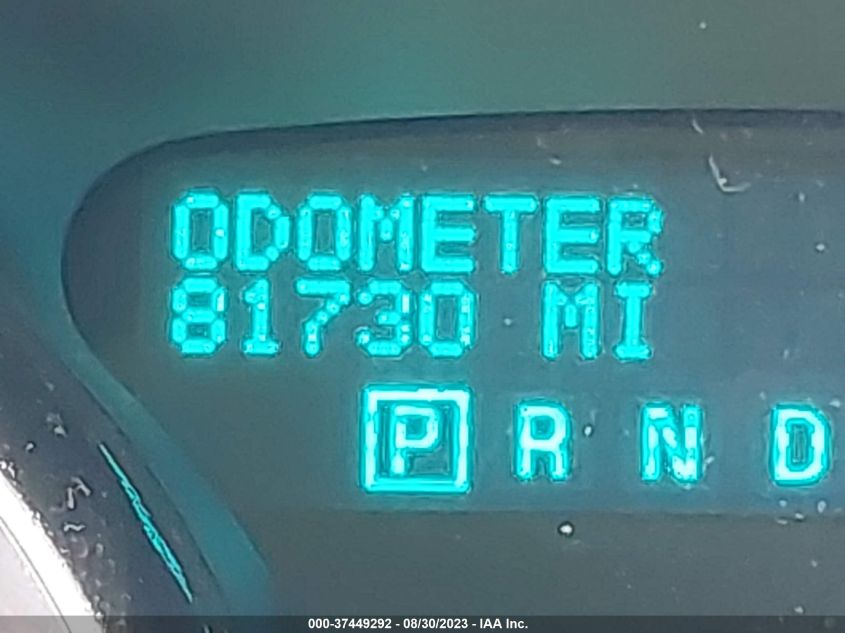 ODOMETER
81730 MI
P R N D
000-37449292 - 08/30/2023 - IAA Inc.